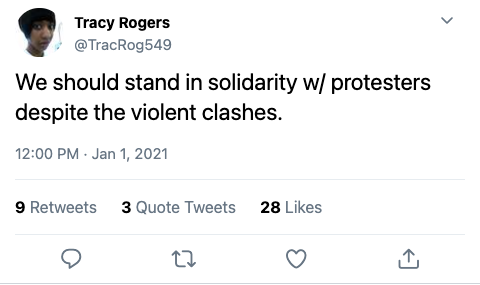 Tracy Rogers
@TracRog549
We should stand in solidarity w/ protesters
despite the violent clashes.
12:00 PM · Jan 1, 2021
9 Retweets 3 Quote Tweets 28 Likes